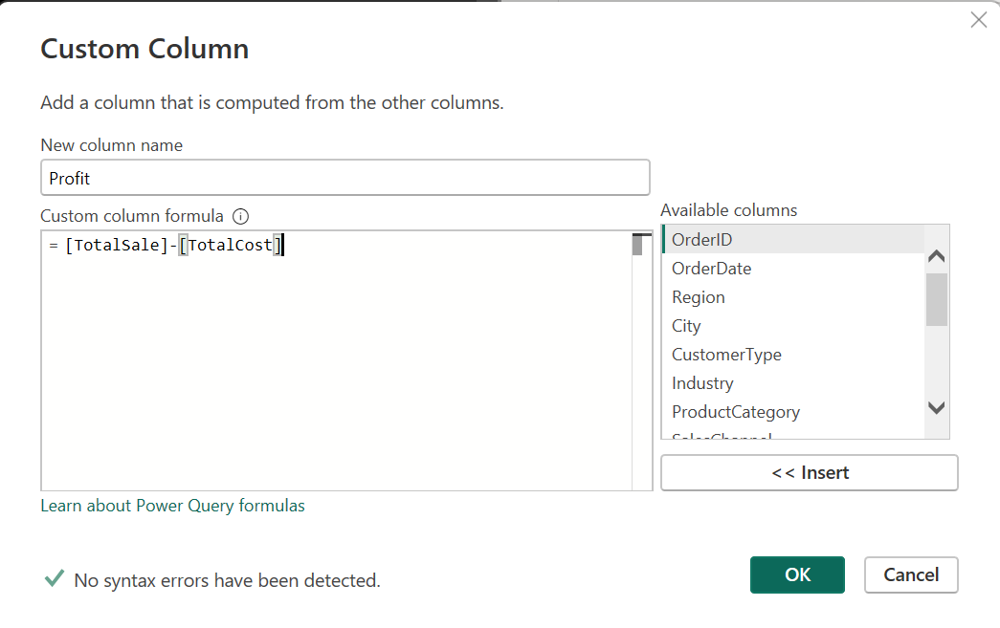 Custom Column
Add a column that is computed from the other columns.
New column name
Profit
Custom column formula
= [TotalSale]-[TotalCost]
Available columns
OrderID
OrderDate
Region
City
CustomerType
Industry
ProductCategory
SalesChannel
<< Insert
Learn about Power Query formulas
No syntax errors have been detected.
OK
Cancel